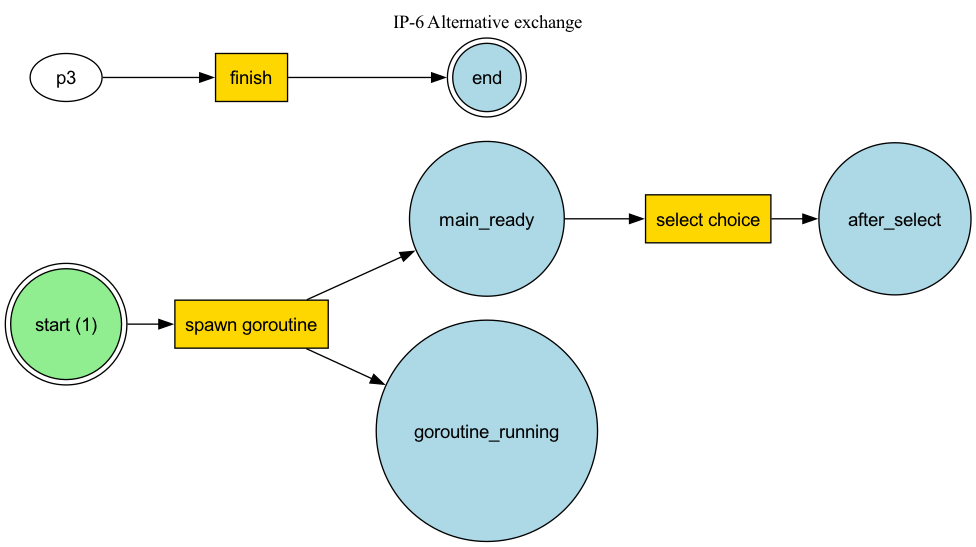 IP-6 Alternative exchange
p3
finish
end
main_ready
select choice
after_select
start (1)
spawn goroutine
goroutine_running